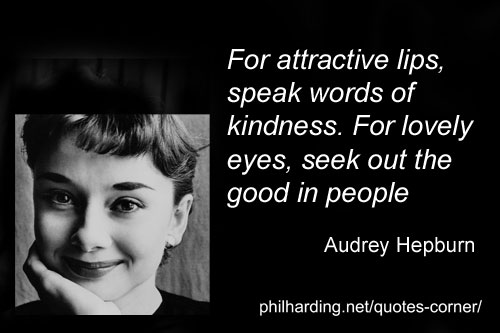 For attractive lips,
speak words of
kindness. For lovely
eyes, seek out the
good in people
Audrey Hepburn
philharding.net/quotes-corner/